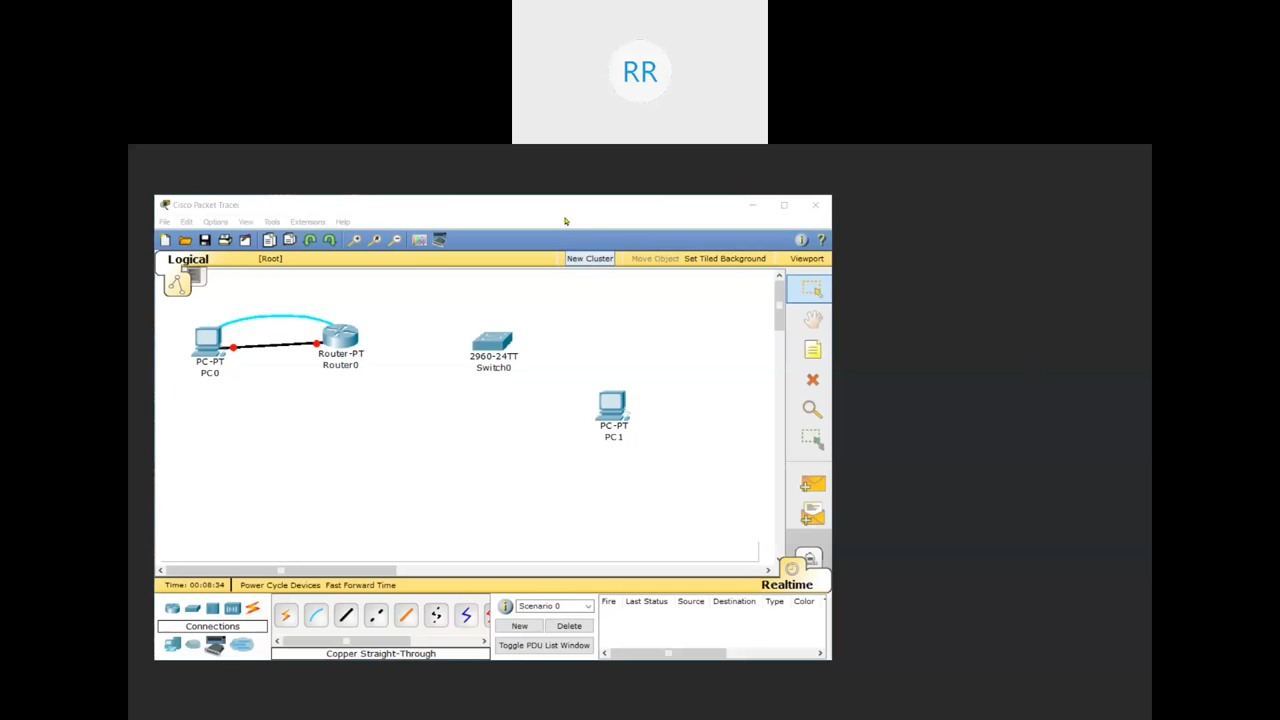 RR
Cisco Packet Tracer
File Edit Options View Tools Extensions Help
Logical [Root] New Cluster Move Object Set Tiled Background Viewport
PC-PT
PC0
Router-PT
Router0
2960-24TT
Switch0
PC-PT
PC1
Time: 00:08:34 Power Cycle Devices Fast Forward Time Realtime
Connections
Copper Straight-Through
Scenario 0
New Delete
Toggle PDU List Window
Fire Last Status Source Destination Type Color